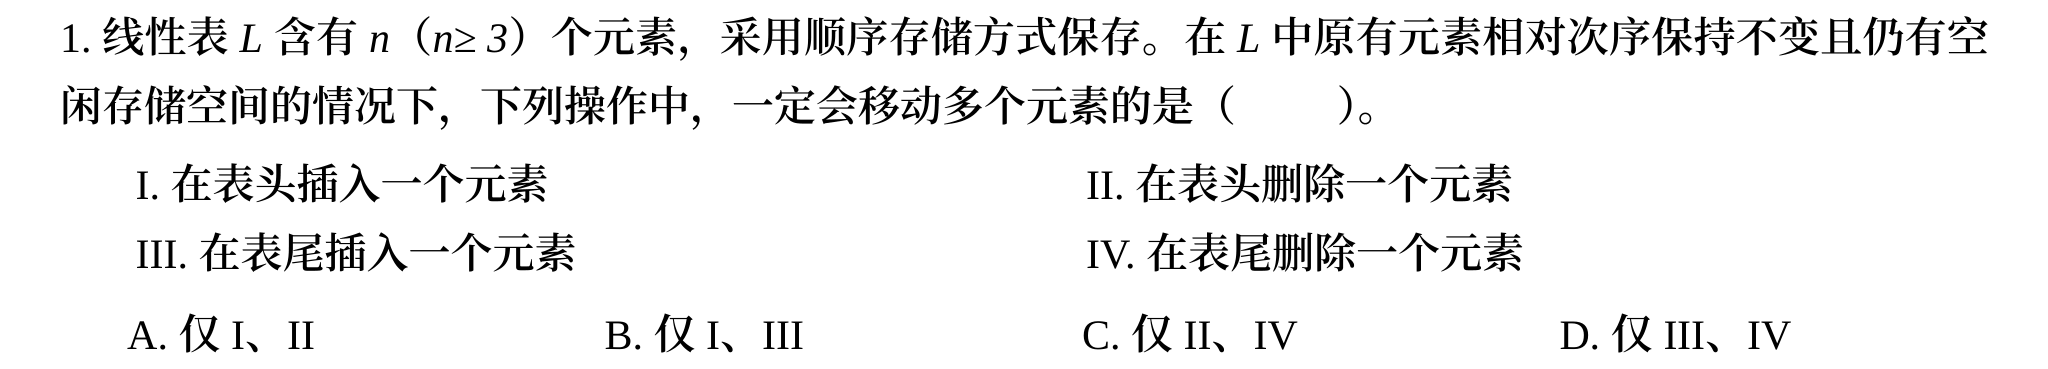 1. 线性表 L 含有 n（n≥ 3）个元素，采用顺序存储方式保存。在 L 中原有元素相对次序保持不变且仍有空
闲存储空间的情况下，下列操作中，一定会移动多个元素的是（　　）。
I. 在表头插入一个元素　　II. 在表头删除一个元素
III. 在表尾插入一个元素　　IV. 在表尾删除一个元素
A. 仅 I、II　　B. 仅 I、III　　C. 仅 II、IV　　D. 仅 III、IV